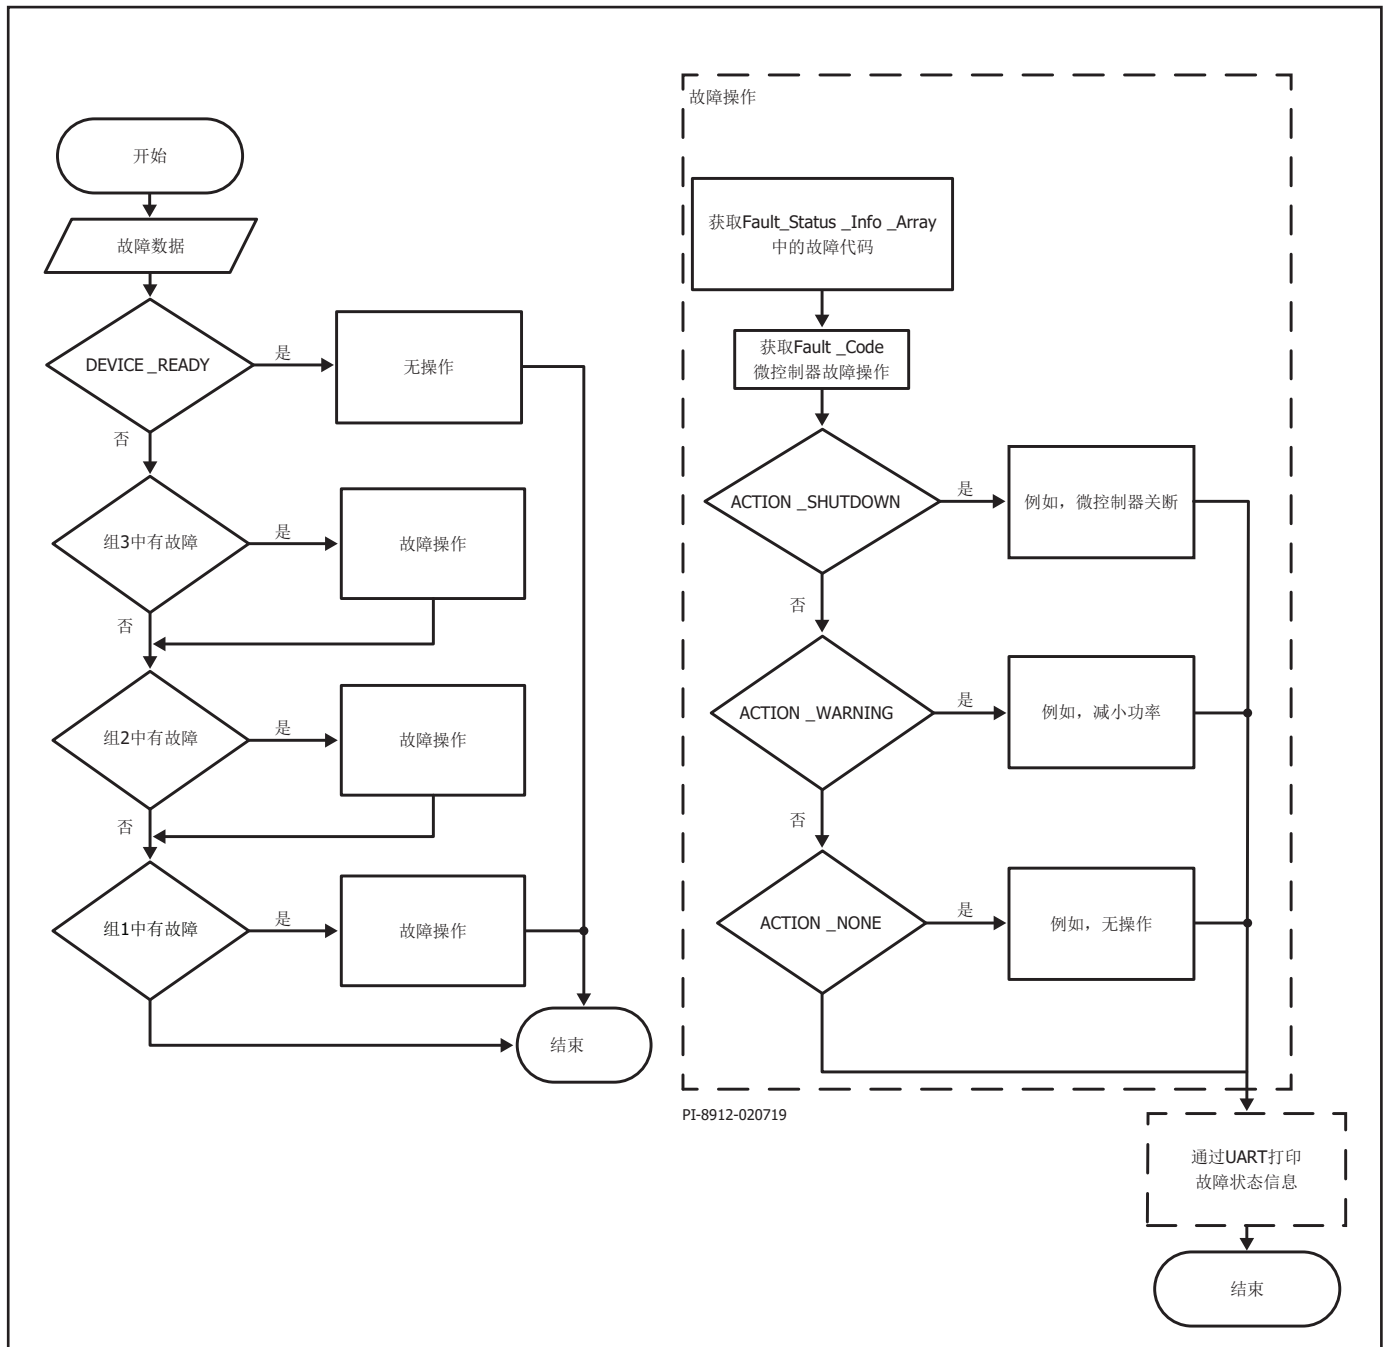 开始
故障数据
DEVICE _READY
是
无操作
否
组3中有故障
是
故障操作
否
组2中有故障
是
故障操作
否
组1中有故障
是
故障操作
结束
故障操作
获取Fault_Status _Info _Array
中的故障代码
获取Fault _Code
微控制器故障操作
ACTION _SHUTDOWN
是
例如，微控制器关断
否
ACTION _WARNING
是
例如，减小功率
否
ACTION _NONE
是
例如，无操作
PI-8912-020719
通过UART打印
故障状态信息
结束